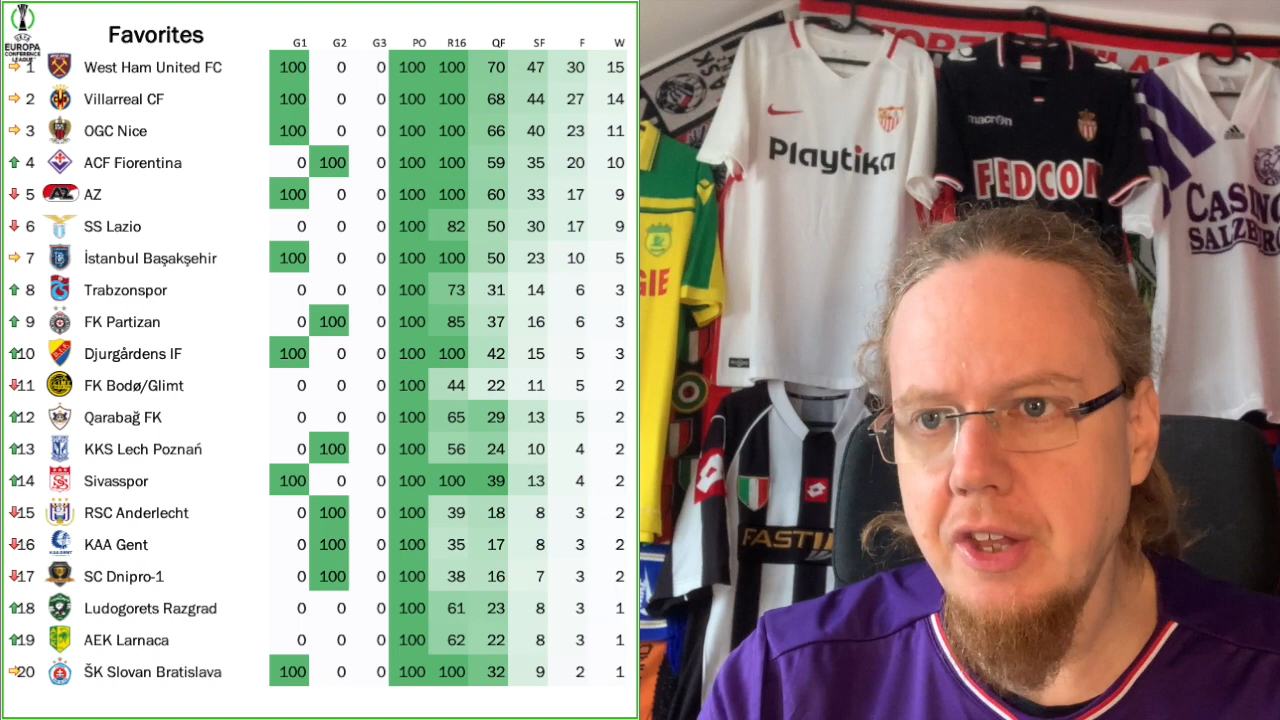 UEFA
EUROPA
CONFERENCE
LEAGUE
Favorites
G1 G2 G3 PO R16 QF SF F W
1 West Ham United FC 100 0 0 100 100 70 47 30 15
2 Villarreal CF 100 0 0 100 100 68 44 27 14
3 OGC Nice 100 0 0 100 100 66 40 23 11
4 ACF Fiorentina 0 100 0 100 100 59 35 20 10
5 AZ AZ 100 0 0 100 100 60 33 17 9
6 SS Lazio 0 0 0 100 82 50 30 17 9
7 İstanbul Başakşehir 100 0 0 100 100 50 23 10 5
8 Trabzonspor 0 0 0 100 73 31 14 6 3
9 FK Partizan 0 100 0 100 85 37 16 6 3
10 Djurgårdens IF 100 0 0 100 100 42 15 5 3
11 FK Bodø/Glimt 0 0 0 100 44 22 11 5 2
12 Qarabağ FK 0 0 0 100 65 29 13 5 2
13 KKS Lech Poznań 0 100 0 100 56 24 10 4 2
14 Sivasspor 100 0 0 100 100 39 13 4 2
15 RSC Anderlecht 0 100 0 100 39 18 8 3 2
16 KAA Gent 0 100 0 100 35 17 8 3 2
17 SC Dnipro-1 0 100 0 100 38 16 7 3 2
18 Ludogorets Razgrad 0 0 0 100 61 23 8 3 1
19 AEK Larnaca 0 0 0 100 62 22 8 3 1
20 ŠK Slovan Bratislava 100 0 0 100 100 32 9 2 1
Playtika
macron
FEDCOM
CASINO
SALZBURG
GIE
FASTW